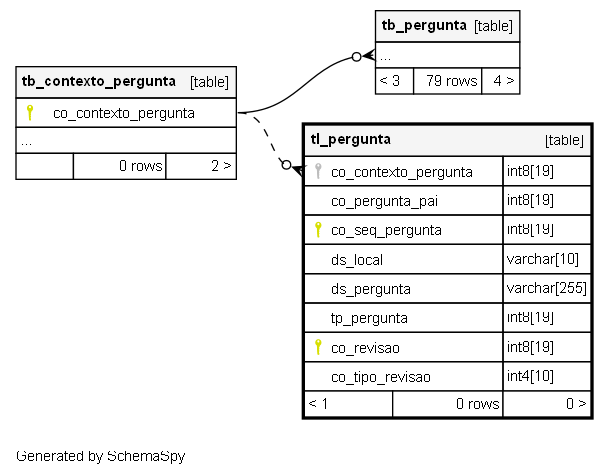 tb_pergunta [table]
...
< 3 79 rows 4 >
tb_contexto_pergunta [table]
co_contexto_pergunta
...
0 rows 2 >
tl_pergunta [table]
co_contexto_pergunta int8[19]
co_pergunta_pai int8[19]
co_seq_pergunta int8[19]
ds_local varchar[10]
ds_pergunta varchar[255]
tp_pergunta int8[19]
co_revisao int8[19]
co_tipo_revisao int4[10]
< 1 0 rows 0 >
Generated by SchemaSpy